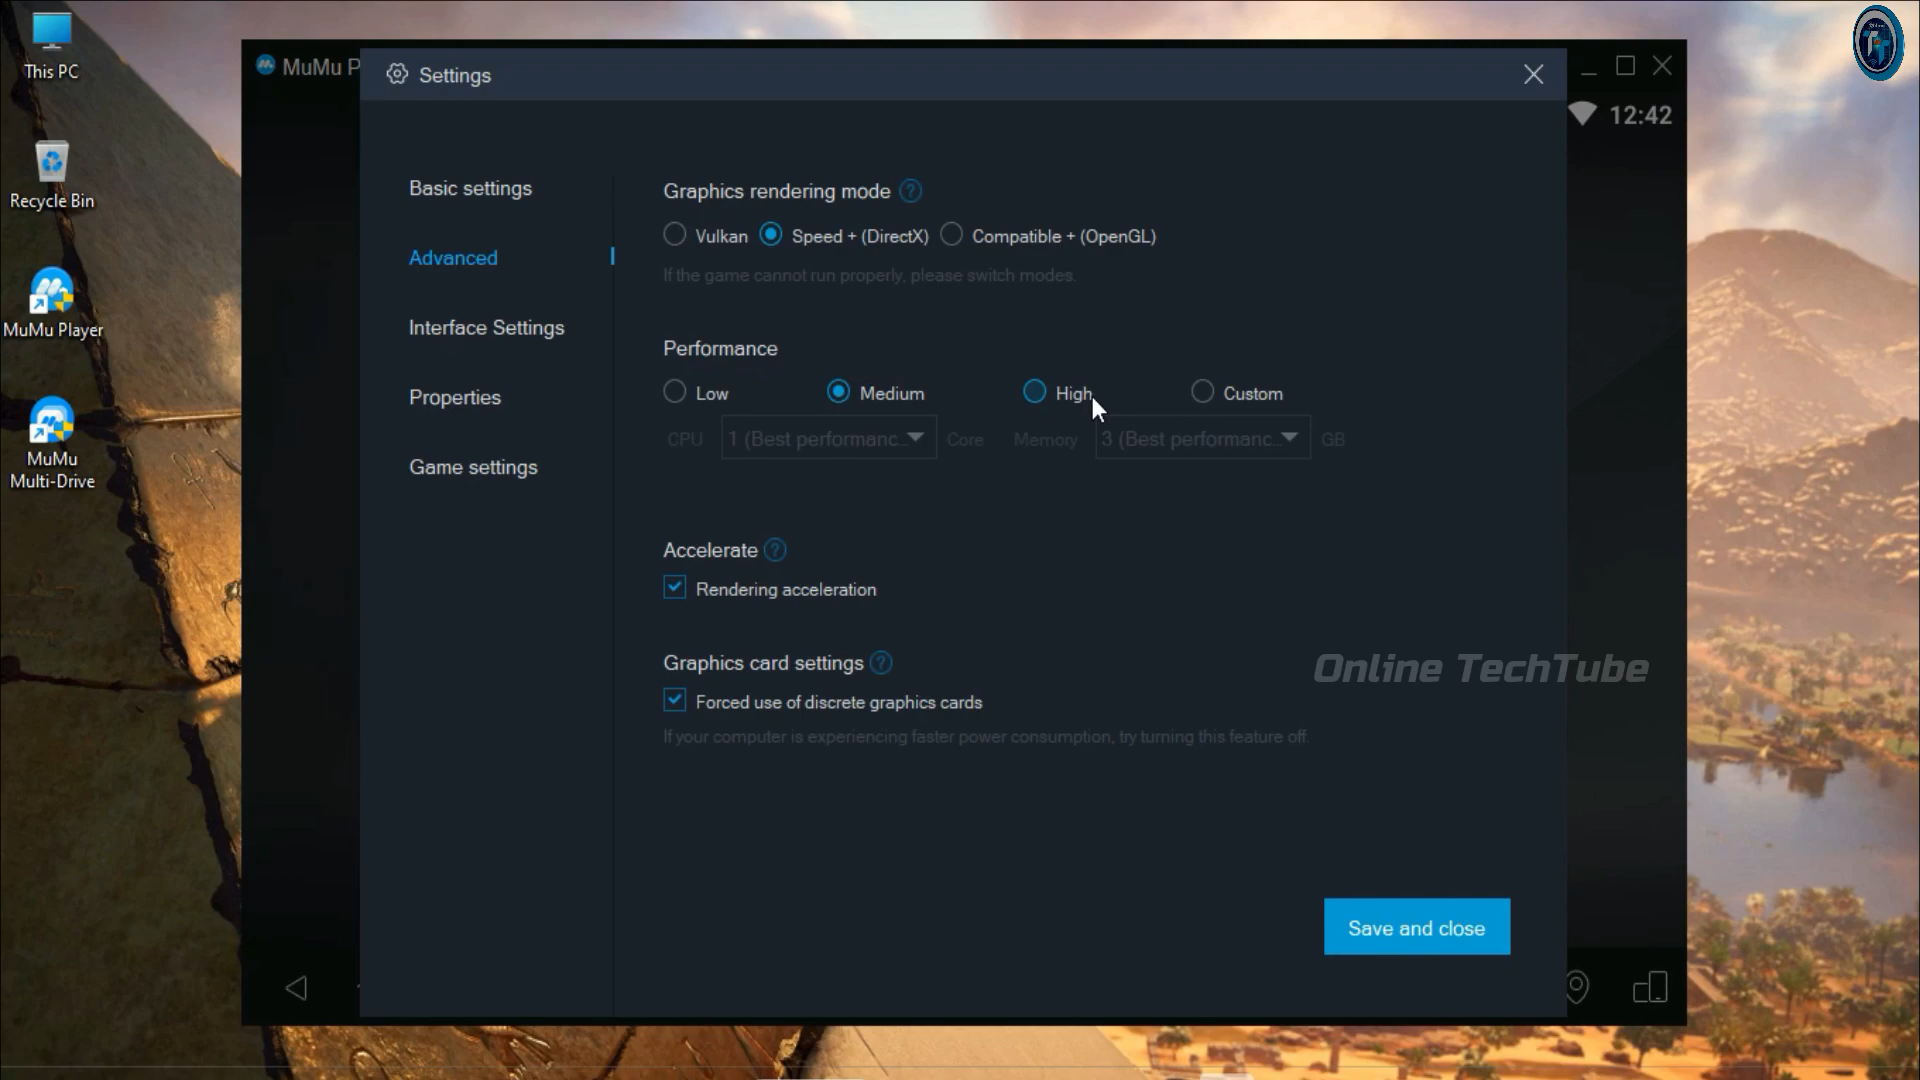 This PC
Recycle Bin
MuMu Player
MuMu
Multi-Drive
MuMu P
Settings
12:42
Basic settings
Advanced
Interface Settings
Properties
Game settings
Graphics rendering mode ?
Vulkan Speed + (DirectX) Compatible + (OpenGL)
If the game cannot run properly, please switch modes.
Performance
Low Medium High Custom
CPU 1 (Best performanc... Core Memory 3 (Best performanc... GB
Accelerate ?
Rendering acceleration
Graphics card settings ?
Forced use of discrete graphics cards
If your computer is experiencing faster power consumption, try turning this feature off.
Online TechTube
Save and close